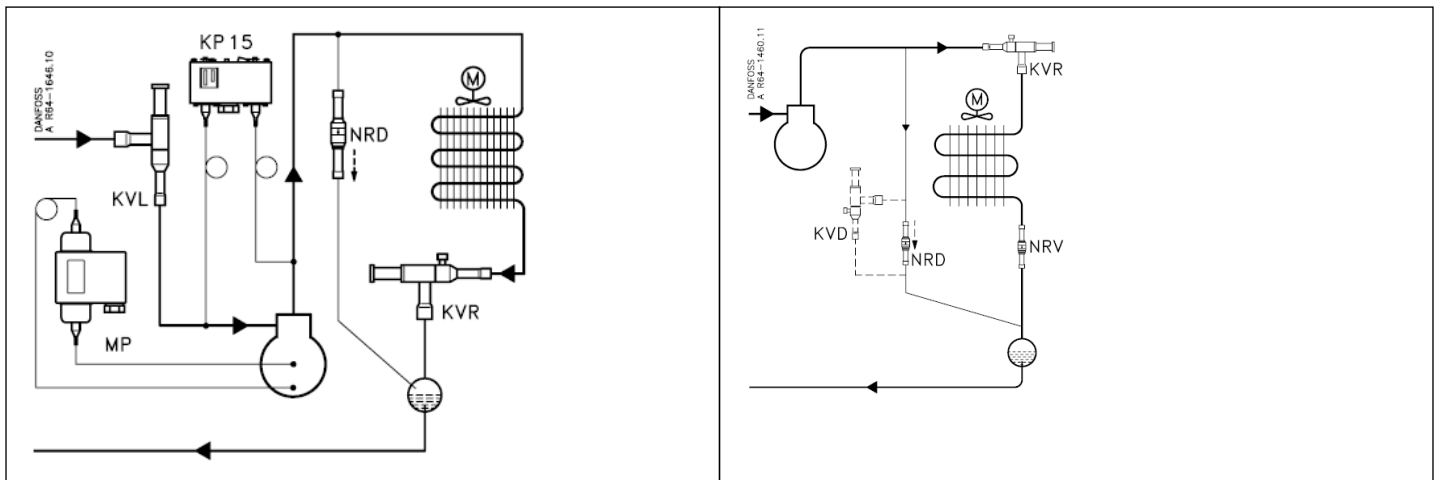 DANFOSS
A R64-1646.10
KP 15
M
NRD
KVL
KVR
MP
DANFOSS
A R64-1460.11
KVR
M
KVD
NRD
NRV